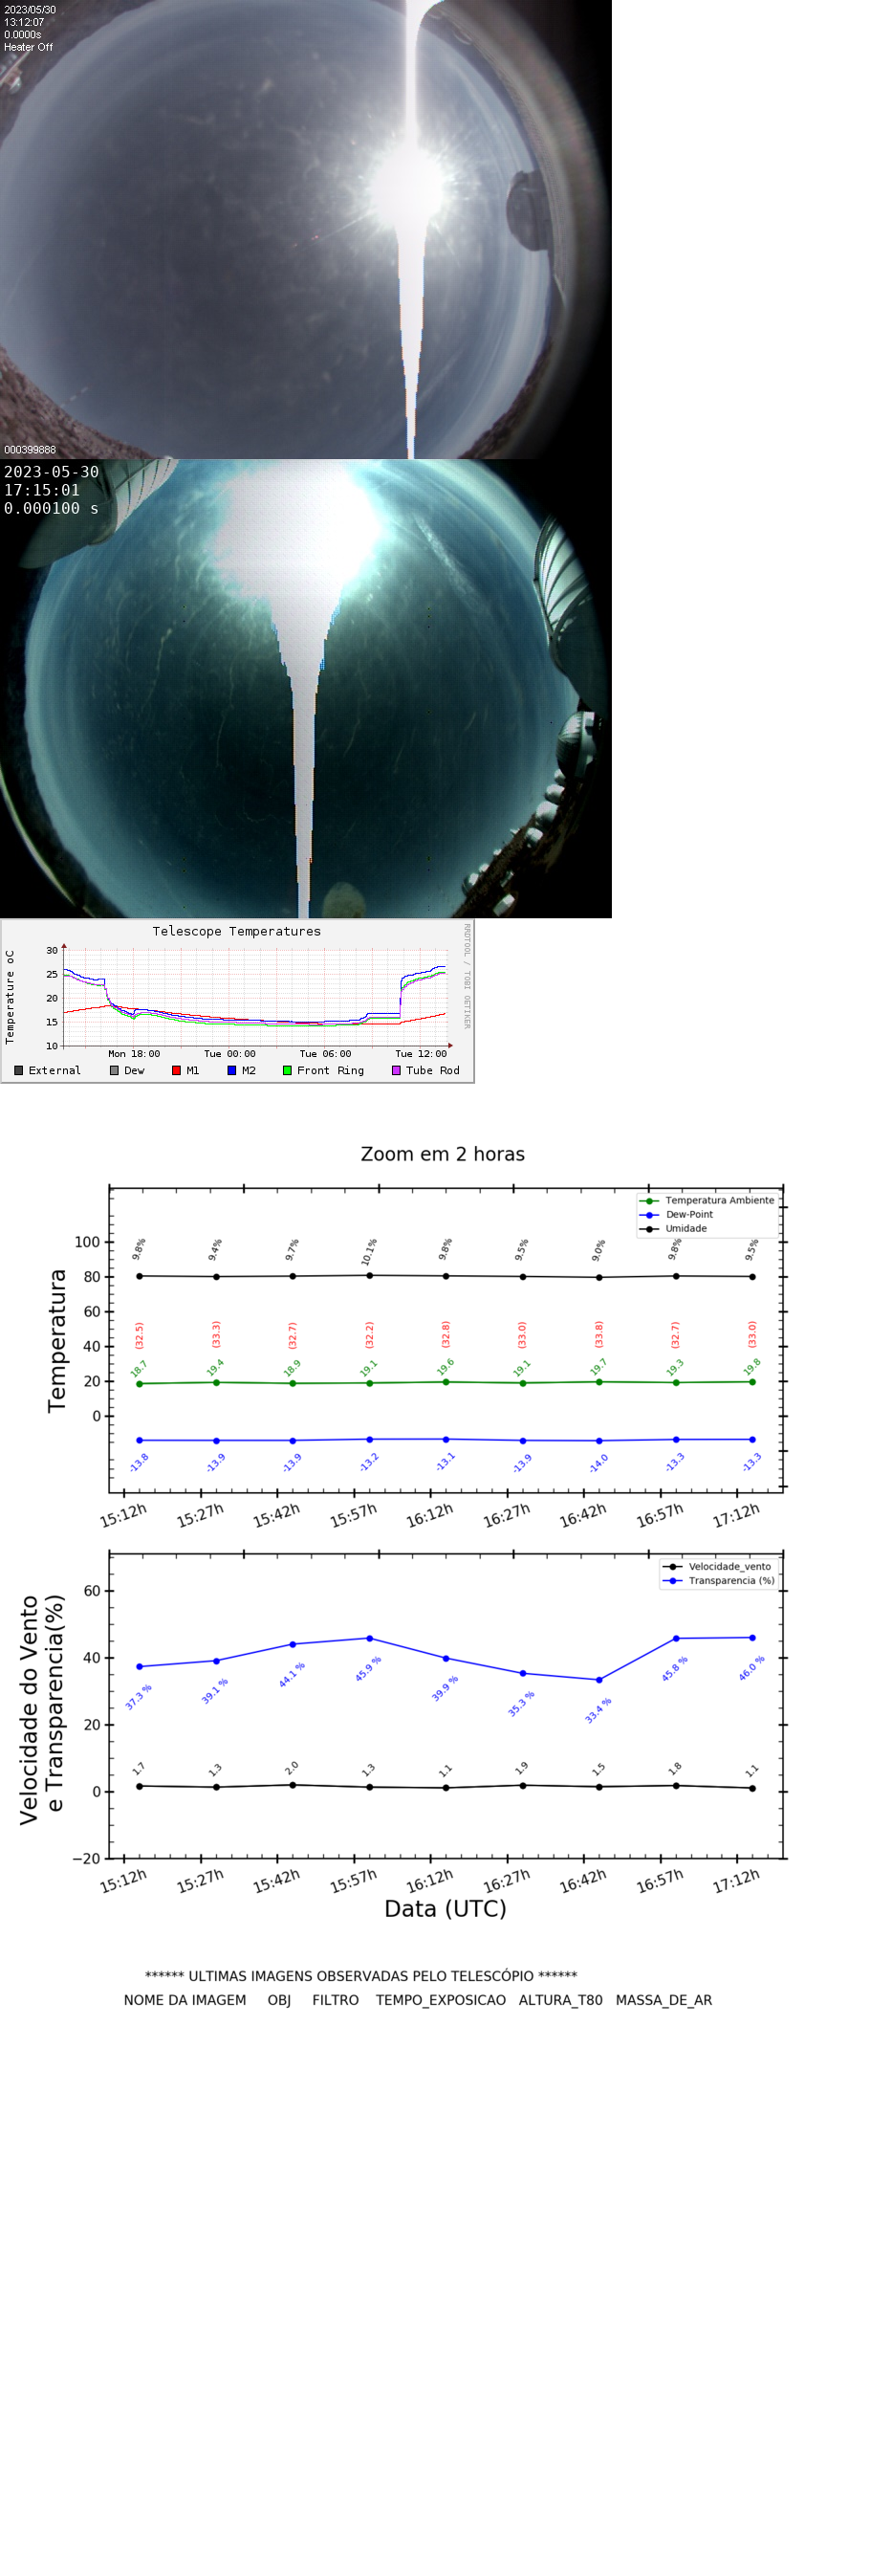 2023/05/30
13:12:07
0.0000s
Heater Off
000399888
2023-05-30
17:15:01
0.000100 s
Telescope Temperatures
RRDTOOL / TOBI OETIKER
Temperature oC
30
25
20
15
10
Mon 18:00 Tue 00:00 Tue 06:00 Tue 12:00
External Dew M1 M2 Front Ring Tube Rod
Zoom em 2 horas
Temperatura
Temperatura Ambiente
Dew-Point
Umidade
100
80
60
40
20
0
9.8% 9.4% 9.7% 10.1% 9.8% 9.5% 9.0% 9.8% 9.5%
(32.5) (33.3) (32.7) (32.2) (32.8) (33.0) (33.8) (32.7) (33.0)
18.7 19.4 18.9 19.1 19.6 19.1 19.7 19.3 19.8
-13.8 -13.9 -13.9 -13.2 -13.1 -13.9 -14.0 -13.3 -13.3
15:12h 15:27h 15:42h 15:57h 16:12h 16:27h 16:42h 16:57h 17:12h
Velocidade do Vento
e Transparencia(%)
Velocidade_vento
Transparencia (%)
60
40
20
0
−20
37.3 % 39.1 % 44.1 % 45.9 % 39.9 % 35.3 % 33.4 % 45.8 % 46.0 %
1.7 1.3 2.0 1.3 1.1 1.9 1.5 1.8 1.1
15:12h 15:27h 15:42h 15:57h 16:12h 16:27h 16:42h 16:57h 17:12h
Data (UTC)
****** ULTIMAS IMAGENS OBSERVADAS PELO TELESCÓPIO ******
NOME DA IMAGEM OBJ FILTRO TEMPO_EXPOSICAO ALTURA_T80 MASSA_DE_AR